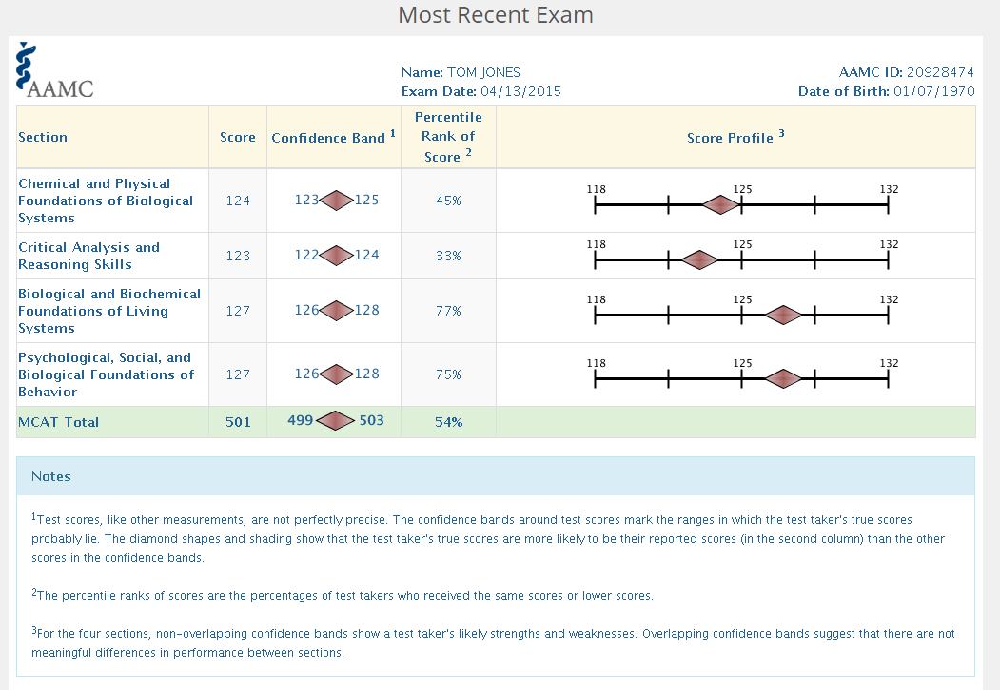 Most Recent Exam
AAMC
Name: TOM JONES
AAMC ID: 20928474
Exam Date: 04/13/2015
Date of Birth: 01/07/1970
Section
Score
Confidence Band 1
Percentile
Rank of
Score 2
Score Profile 3
Chemical and Physical
Foundations of Biological
Systems
124
123 125
45%
118 125 132
Critical Analysis and
Reasoning Skills
123
122 124
33%
118 125 132
Biological and Biochemical
Foundations of Living
Systems
127
126 128
77%
118 125 132
Psychological, Social, and
Biological Foundations of
Behavior
127
126 128
75%
118 125 132
MCAT Total
501
499 503
54%
Notes
1Test scores, like other measurements, are not perfectly precise. The confidence bands around test scores mark the ranges in which the test taker's true scores
probably lie. The diamond shapes and shading show that the test taker's true scores are more likely to be their reported scores (in the second column) than the other
scores in the confidence bands.
2The percentile ranks of scores are the percentages of test takers who received the same scores or lower scores.
3For the four sections, non-overlapping confidence bands show a test taker's likely strengths and weaknesses. Overlapping confidence bands suggest that there are not
meaningful differences in performance between sections.